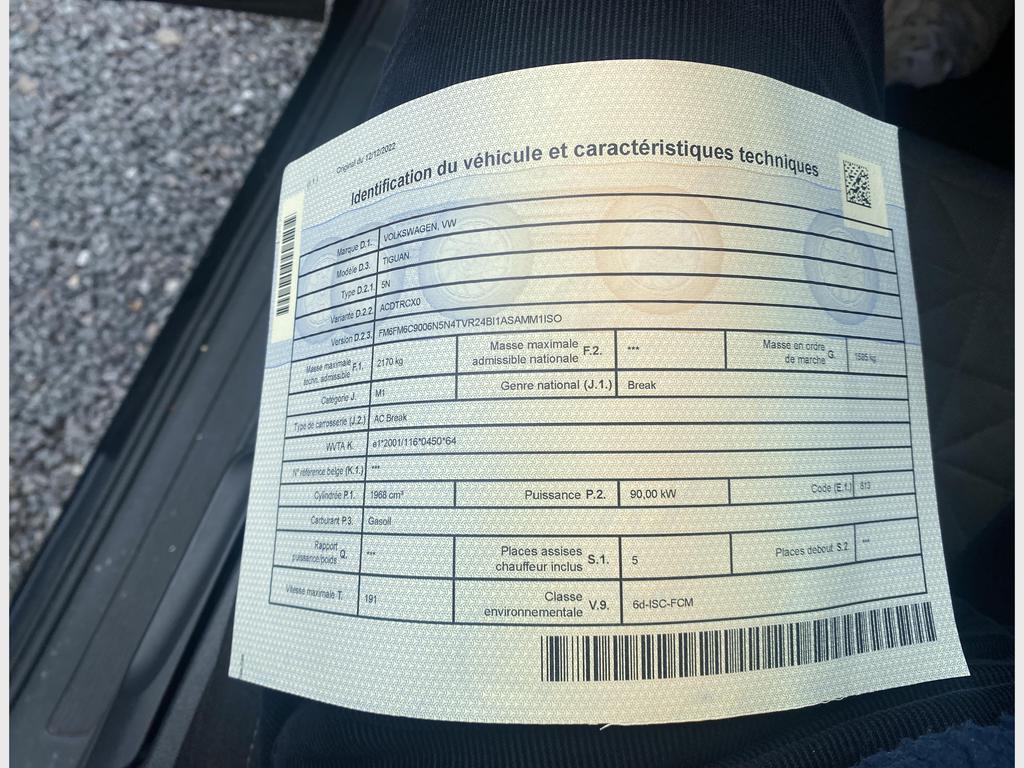 Original du 12/12/2022
Identification du véhicule et caractéristiques techniques
Marque D.1. VOLKSWAGEN, VW
Modèle D.3. TIGUAN
Type D.2.1. 5N
Variante D.2.2. ACDTRCX0
Version D.2.3. FM6FM6C9006N5N4TVR24BI1ASAMM1ISO
Masse maximale techn. admissible F.1. 2170 kg Masse maximale admissible nationale F.2. *** Masse en ordre de marche G. 1585 kg
Catégorie J. M1 Genre national (J.1.) Break
Type de carrosserie (J.2.) AC Break
WVTA K. e1*2001/116*0450*64
N° référence belge (K.1.) ***
Cylindrée P.1. 1968 cm³ Puissance P.2. 90,00 kW Code (E.1.) 813
Carburant P.3. Gasoil
Rapport puissance/poids Q. *** Places assises chauffeur inclus S.1. 5 Places debout S.2. ***
Vitesse maximale T. 191 Classe environnementale V.9. 6d-ISC-FCM